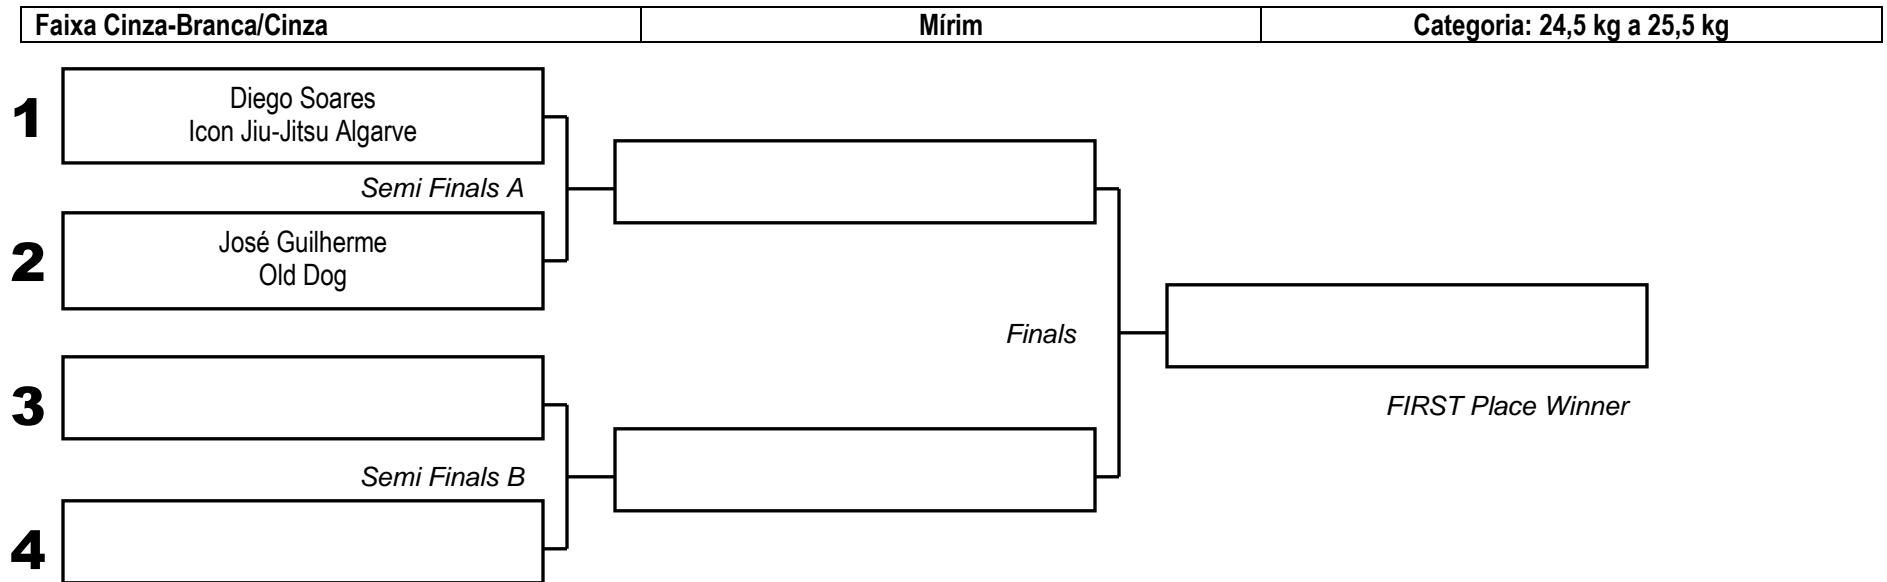 Faixa Cinza-Branca/Cinza
Mírim
Categoria: 24,5 kg a 25,5 kg
1
Diego Soares
Icon Jiu-Jitsu Algarve
Semi Finals A
2
José Guilherme
Old Dog
Finals
3
FIRST Place Winner
Semi Finals B
4